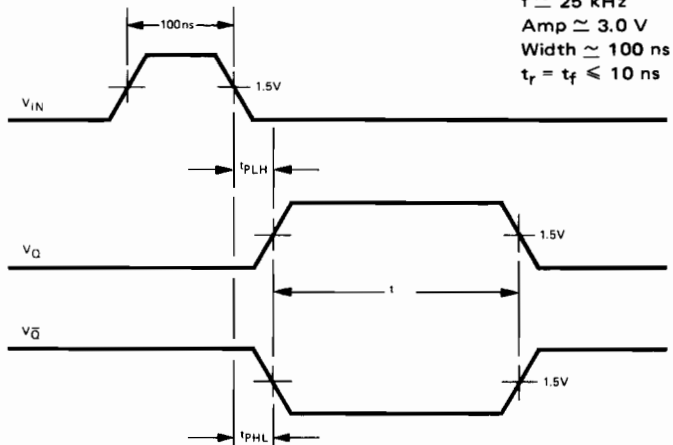 f ≃ 25 kHz
Amp ≃ 3.0 V
Width ≃ 100 ns
tr = tf ⩽ 10 ns
100ns
1.5V
VIN
tPLH
VQ
1.5V
t
VQ̅
1.5V
tPHL